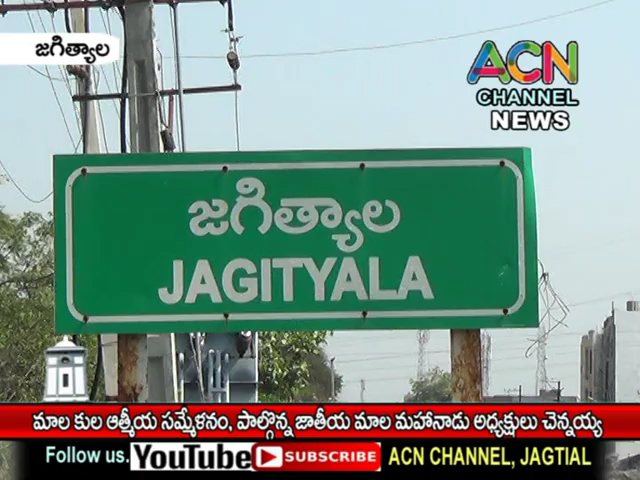 జగిత్యాల
ACN
CHANNEL
NEWS
జగిత్యాల
JAGITYALA
మాల కుల ఆత్మీయ సమ్మేళనం, పాల్గొన్న జాతీయ మాల మహానాడు అధ్యక్షులు చెన్నయ్య
Follow us. YouTube SUBSCRIBE ACN CHANNEL, JAGTIAL